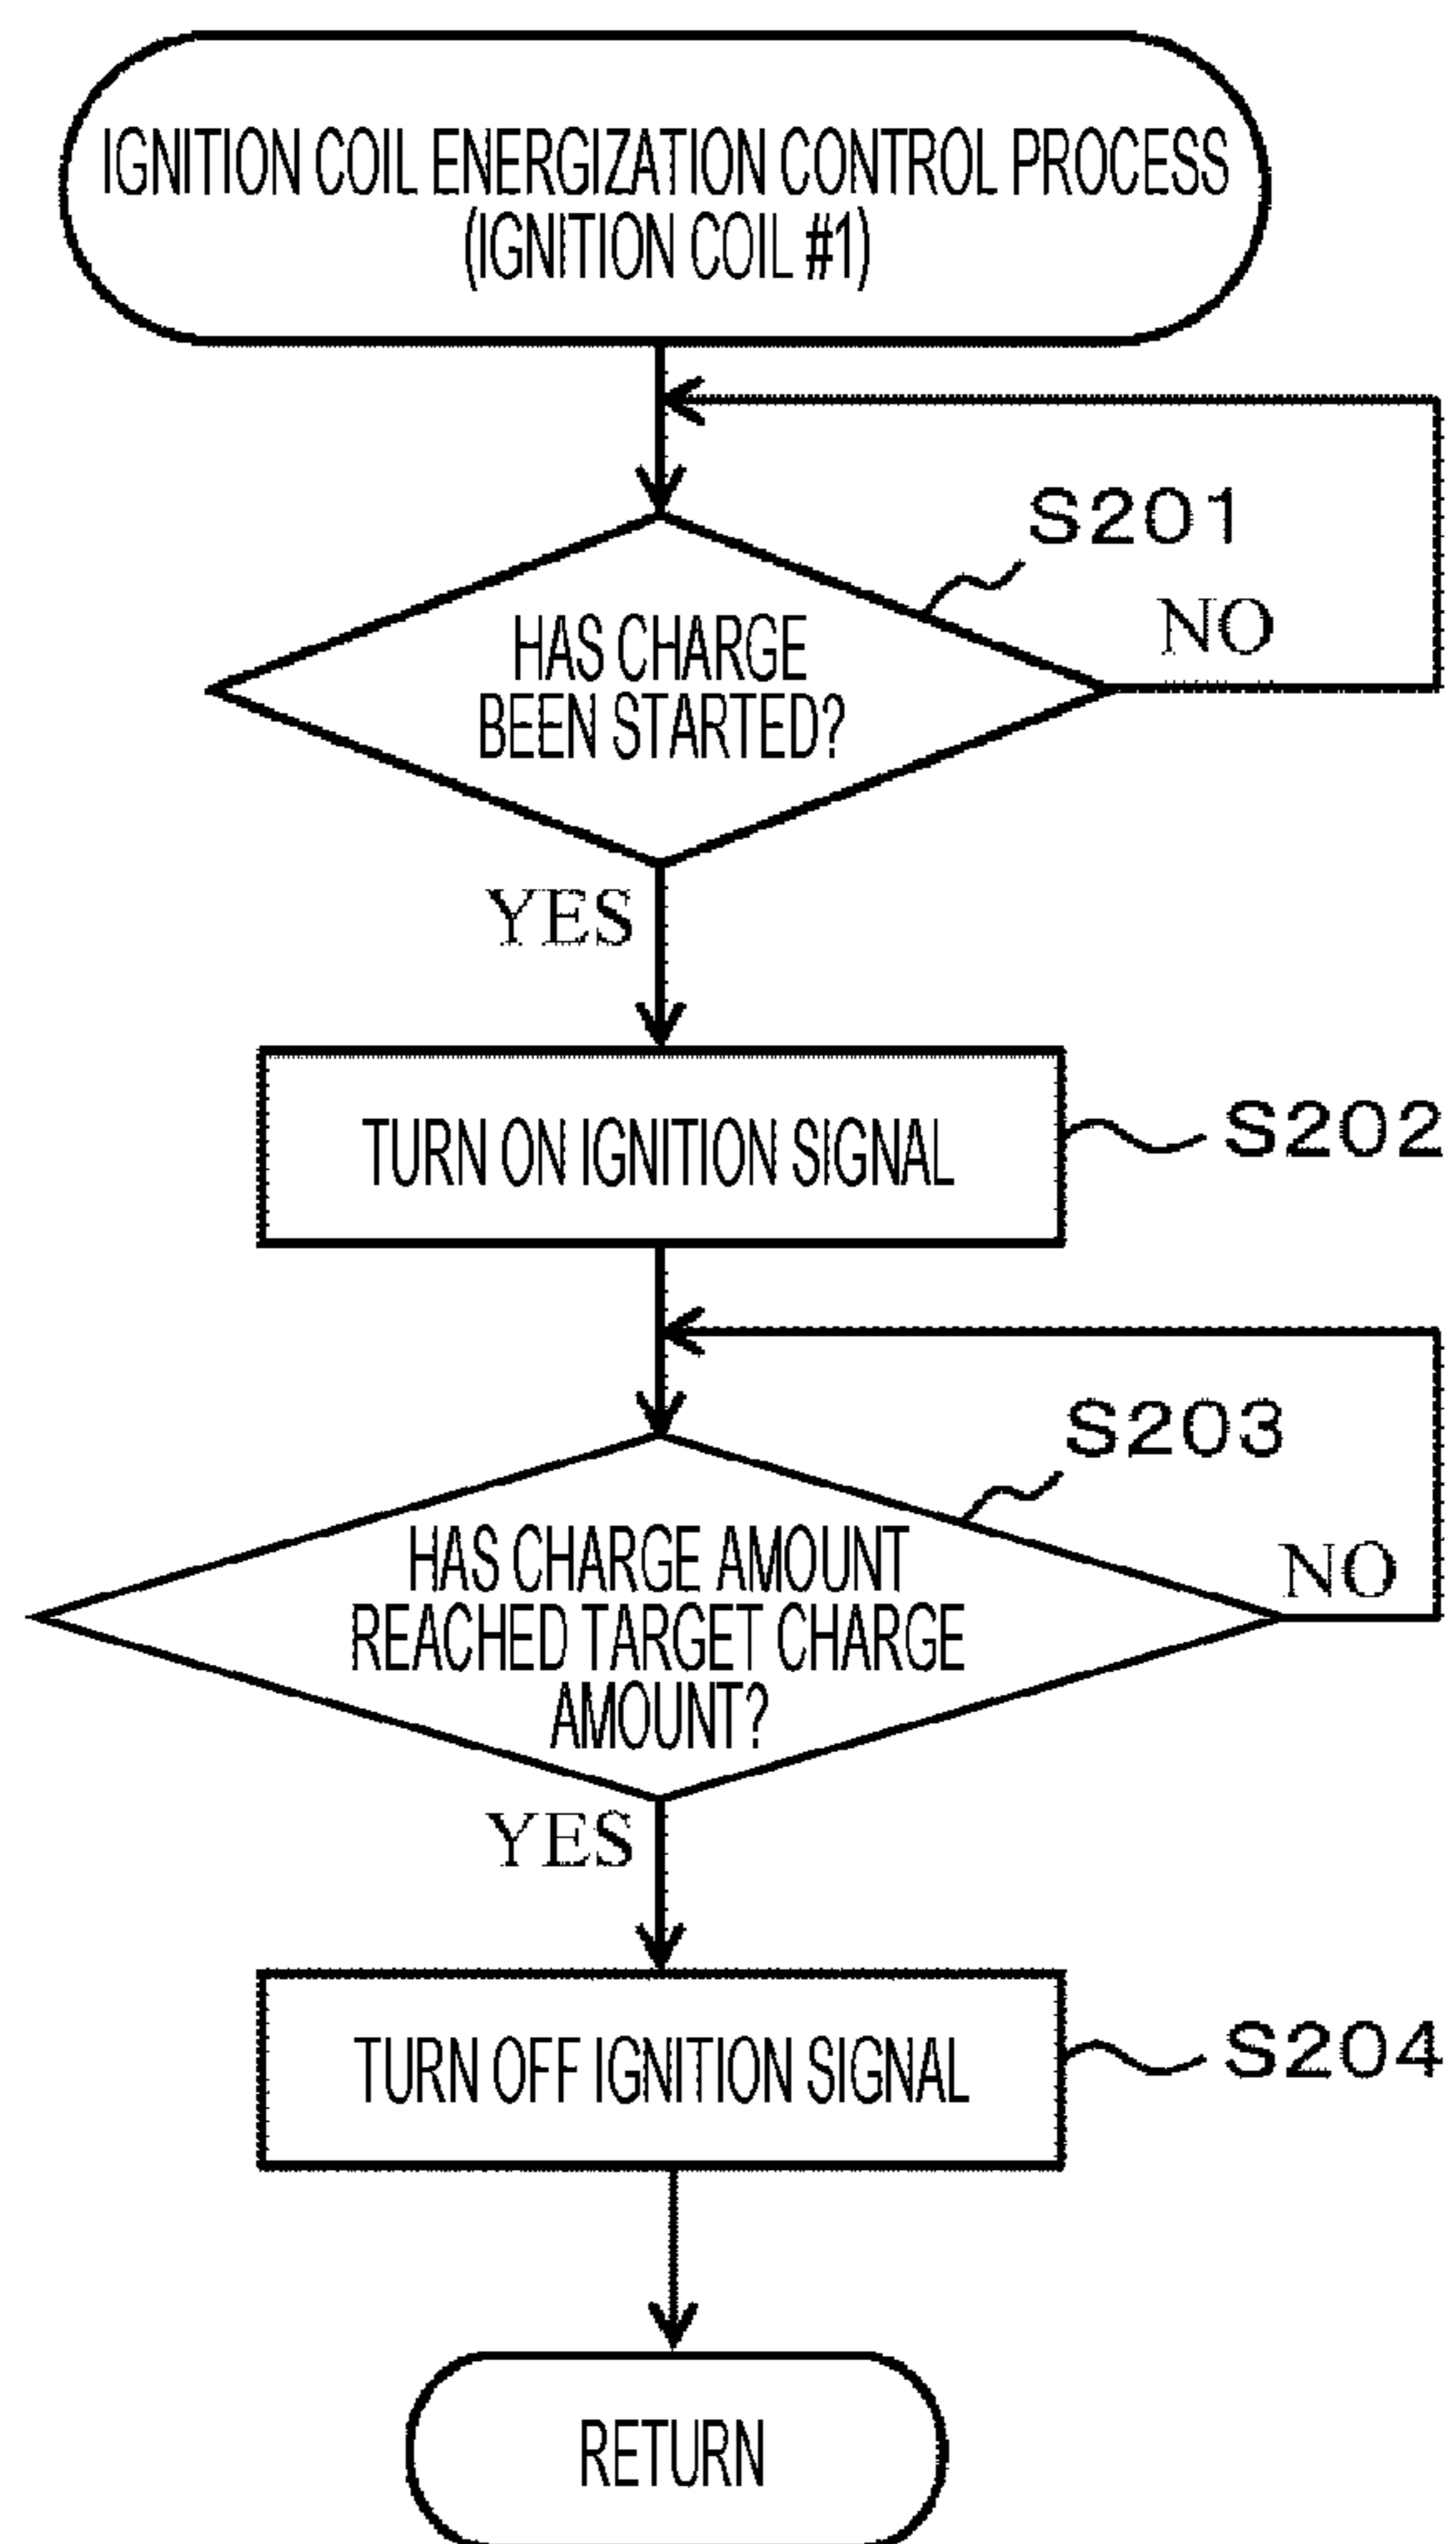 IGNITION COIL ENERGIZATION CONTROL PROCESS
(IGNITION COIL #1)
S201
HAS CHARGE
BEEN STARTED?
NO
YES
TURN ON IGNITION SIGNAL
S202
S203
HAS CHARGE AMOUNT
REACHED TARGET CHARGE
AMOUNT?
NO
YES
TURN OFF IGNITION SIGNAL
S204
RETURN